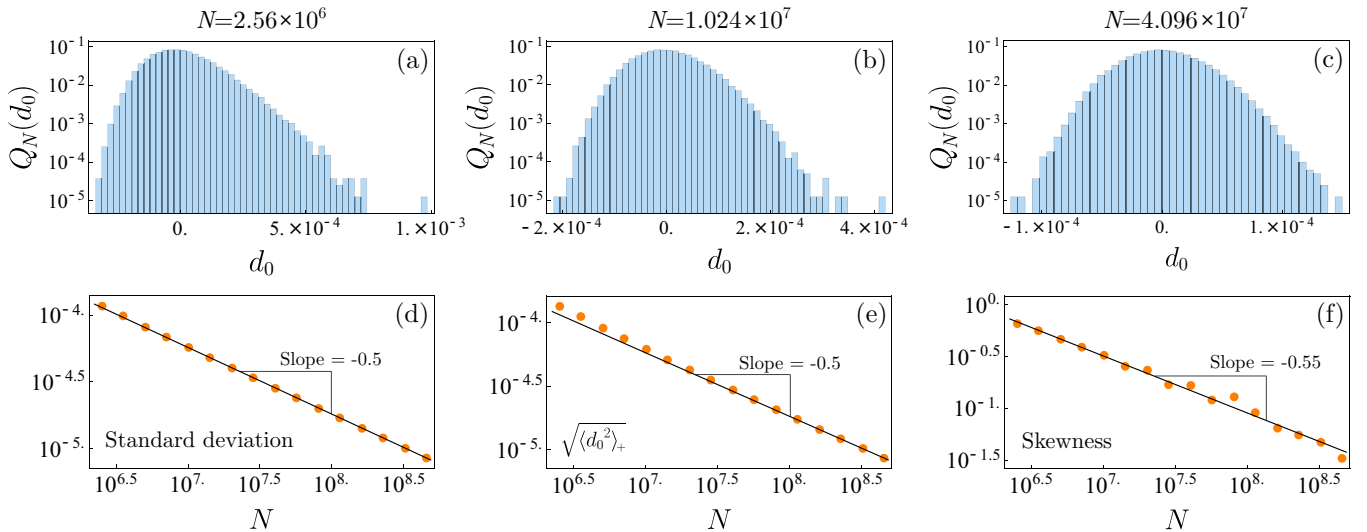 N=2.56×10^6
(a)
Q_N(d_0)
10^-1
10^-2
10^-3
10^-4
10^-5
0.
5.×10^-4
1.×10^-3
d_0
N=1.024×10^7
(b)
Q_N(d_0)
10^-1
10^-2
10^-3
10^-4
10^-5
-2.×10^-4
0.
2.×10^-4
4.×10^-4
d_0
N=4.096×10^7
(c)
Q_N(d_0)
10^-1
10^-2
10^-3
10^-4
10^-5
-1.×10^-4
0.
1.×10^-4
d_0
(d)
10^-4.
10^-4.5
10^-5.
Slope = -0.5
Standard deviation
10^6.5
10^7.
10^7.5
10^8.
10^8.5
N
(e)
10^-4.
10^-4.5
10^-5.
Slope = -0.5
√⟨d_0^2⟩_+
10^6.5
10^7.
10^7.5
10^8.
10^8.5
N
(f)
10^0.
10^-0.5
10^-1.
10^-1.5
Slope = -0.55
Skewness
10^6.5
10^7.
10^7.5
10^8.
10^8.5
N